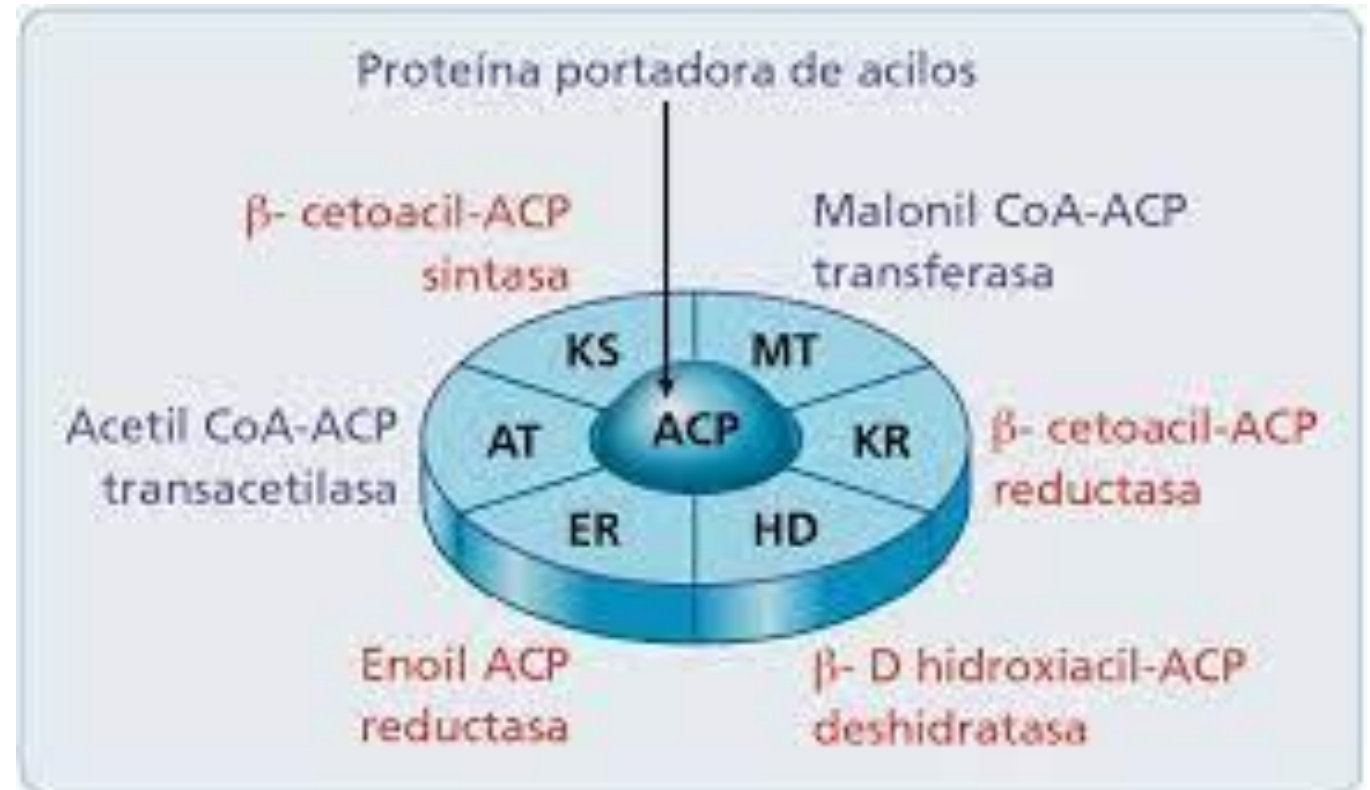 Proteína portadora de acilos
β- cetoacil-ACP
sintasa
Malonil CoA-ACP
transferasa
KS
MT
Acetil CoA-ACP
transacetilasa
AT
ACP
KR
β- cetoacil-ACP
reductasa
ER
HD
Enoil ACP
reductasa
β- D hidroxiacil-ACP
deshidratasa